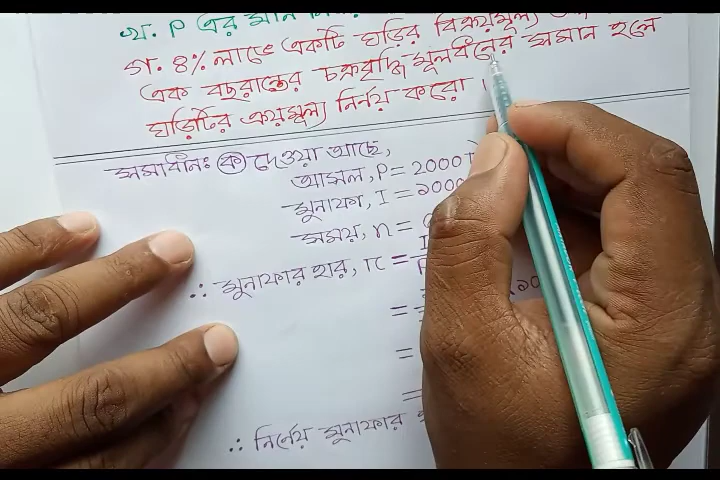 খ. P এর মান
গ. ৪% লাভে একটি ঘড়ির বিক্রয়মূল্য
এক বছরান্তের চক্রবৃদ্ধি মূলধনের সমান হলে
ঘড়িটির ক্রয়মূল্য নির্ণয় করো।
সমাধান: ক দেওয়া আছে,
আসল, P = 2000
মুনাফা, I = ১০০০
সময়, n =
∴ মুনাফার হার, r =
=
=
=
∴ নির্ণেয় মুনাফার